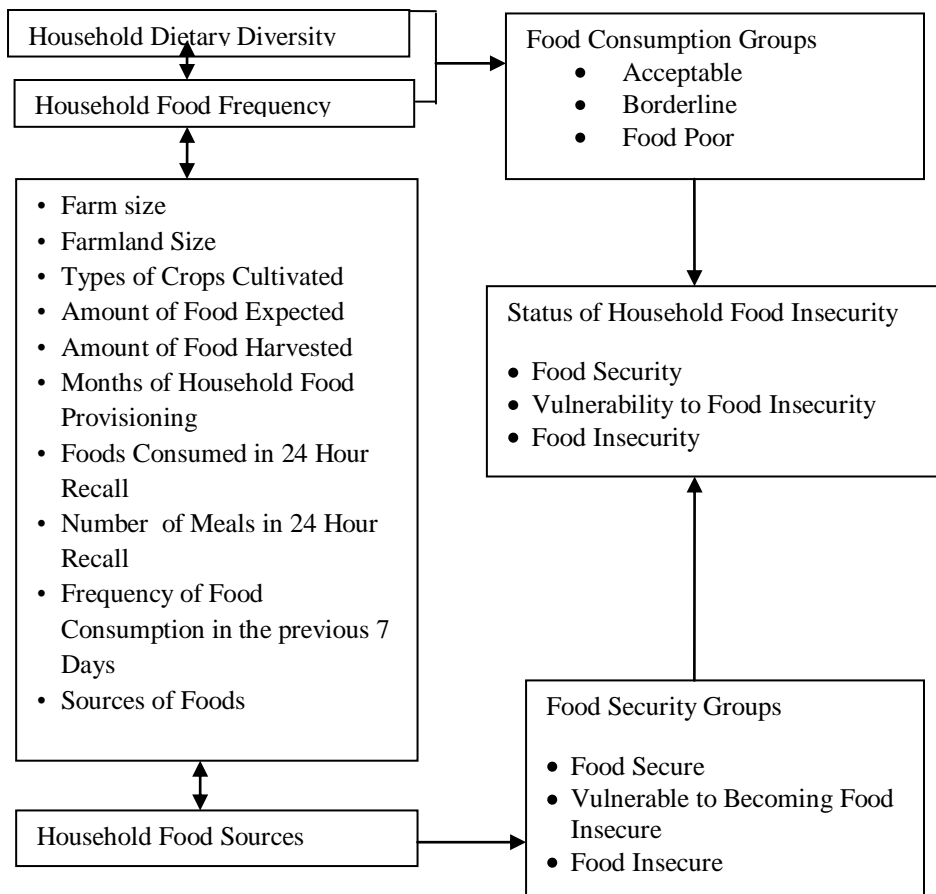 Household Dietary Diversity
Household Food Frequency
• Farm size
• Farmland Size
• Types of Crops Cultivated
• Amount of Food Expected
• Amount of Food Harvested
• Months of Household Food
Provisioning
• Foods Consumed in 24 Hour
Recall
• Number of Meals in 24 Hour
Recall
• Frequency of Food
Consumption in the previous 7
Days
• Sources of Foods
Household Food Sources
Food Consumption Groups
• Acceptable
• Borderline
• Food Poor
Status of Household Food Insecurity
• Food Security
• Vulnerability to Food Insecurity
• Food Insecurity
Food Security Groups
• Food Secure
• Vulnerable to Becoming Food
Insecure
• Food Insecure